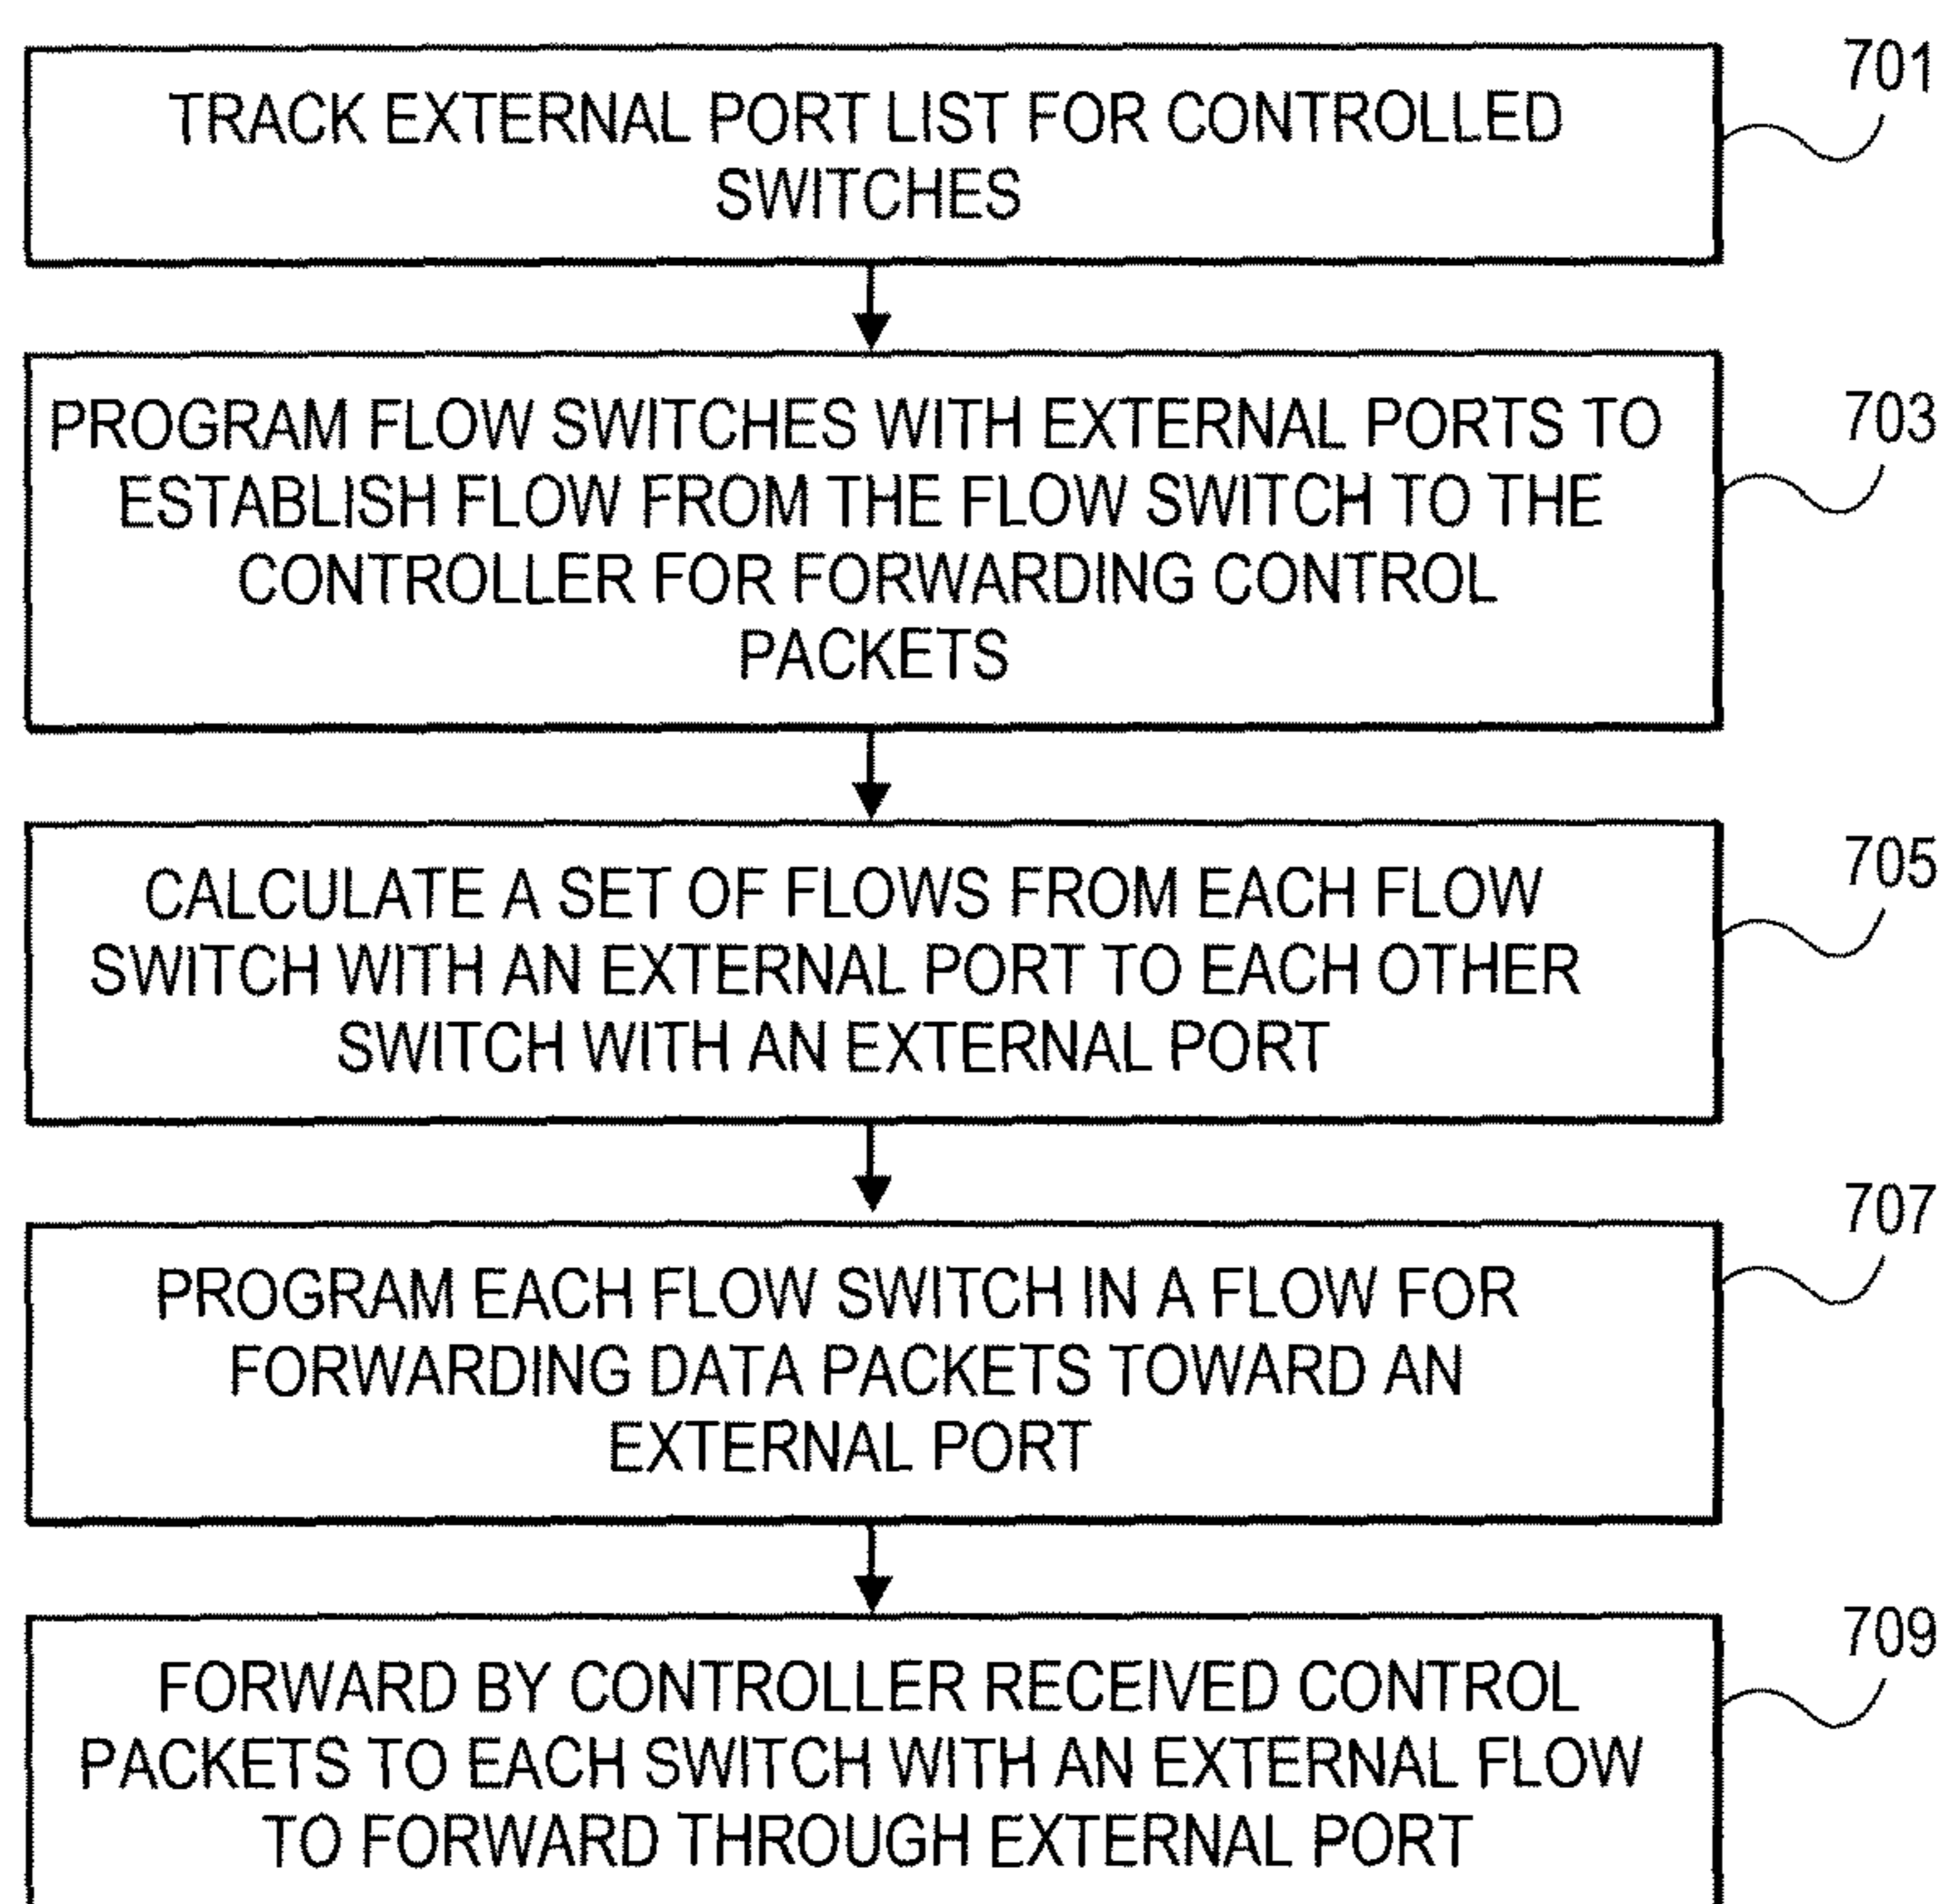 TRACK EXTERNAL PORT LIST FOR CONTROLLED
SWITCHES
701
PROGRAM FLOW SWITCHES WITH EXTERNAL PORTS TO
ESTABLISH FLOW FROM THE FLOW SWITCH TO THE
CONTROLLER FOR FORWARDING CONTROL
PACKETS
703
CALCULATE A SET OF FLOWS FROM EACH FLOW
SWITCH WITH AN EXTERNAL PORT TO EACH OTHER
SWITCH WITH AN EXTERNAL PORT
705
PROGRAM EACH FLOW SWITCH IN A FLOW FOR
FORWARDING DATA PACKETS TOWARD AN
EXTERNAL PORT
707
FORWARD BY CONTROLLER RECEIVED CONTROL
PACKETS TO EACH SWITCH WITH AN EXTERNAL FLOW
TO FORWARD THROUGH EXTERNAL PORT
709